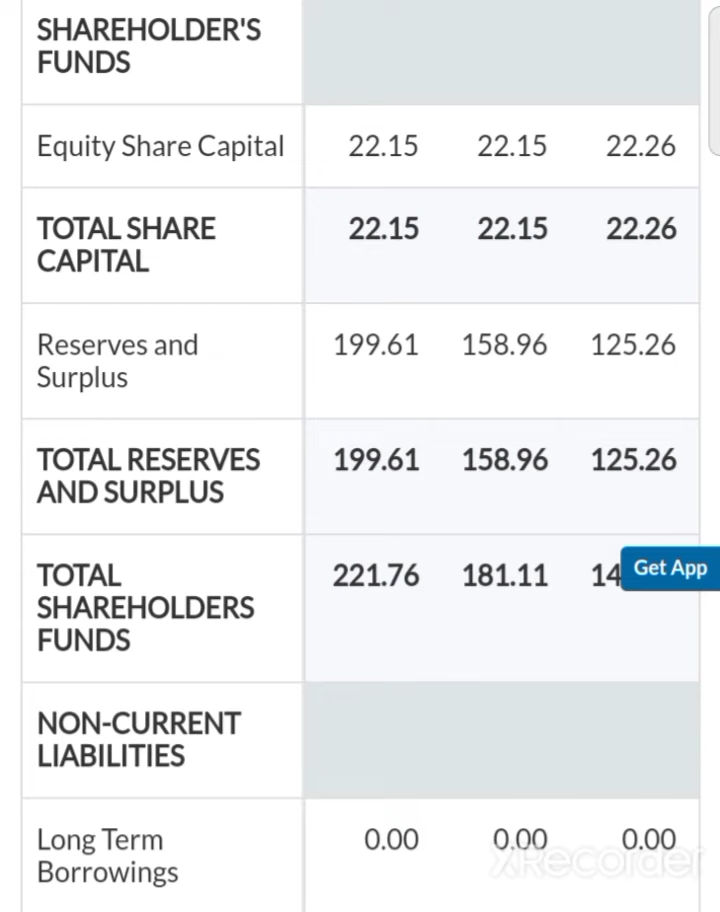 SHAREHOLDER'S
FUNDS
Equity Share Capital 22.15 22.15 22.26
TOTAL SHARE 22.15 22.15 22.26
CAPITAL
Reserves and 199.61 158.96 125.26
Surplus
TOTAL RESERVES 199.61 158.96 125.26
AND SURPLUS
TOTAL 221.76 181.11 14
Get App
SHAREHOLDERS
FUNDS
NON-CURRENT
LIABILITIES
Long Term 0.00 0.00 0.00
Borrowings
XRecorder